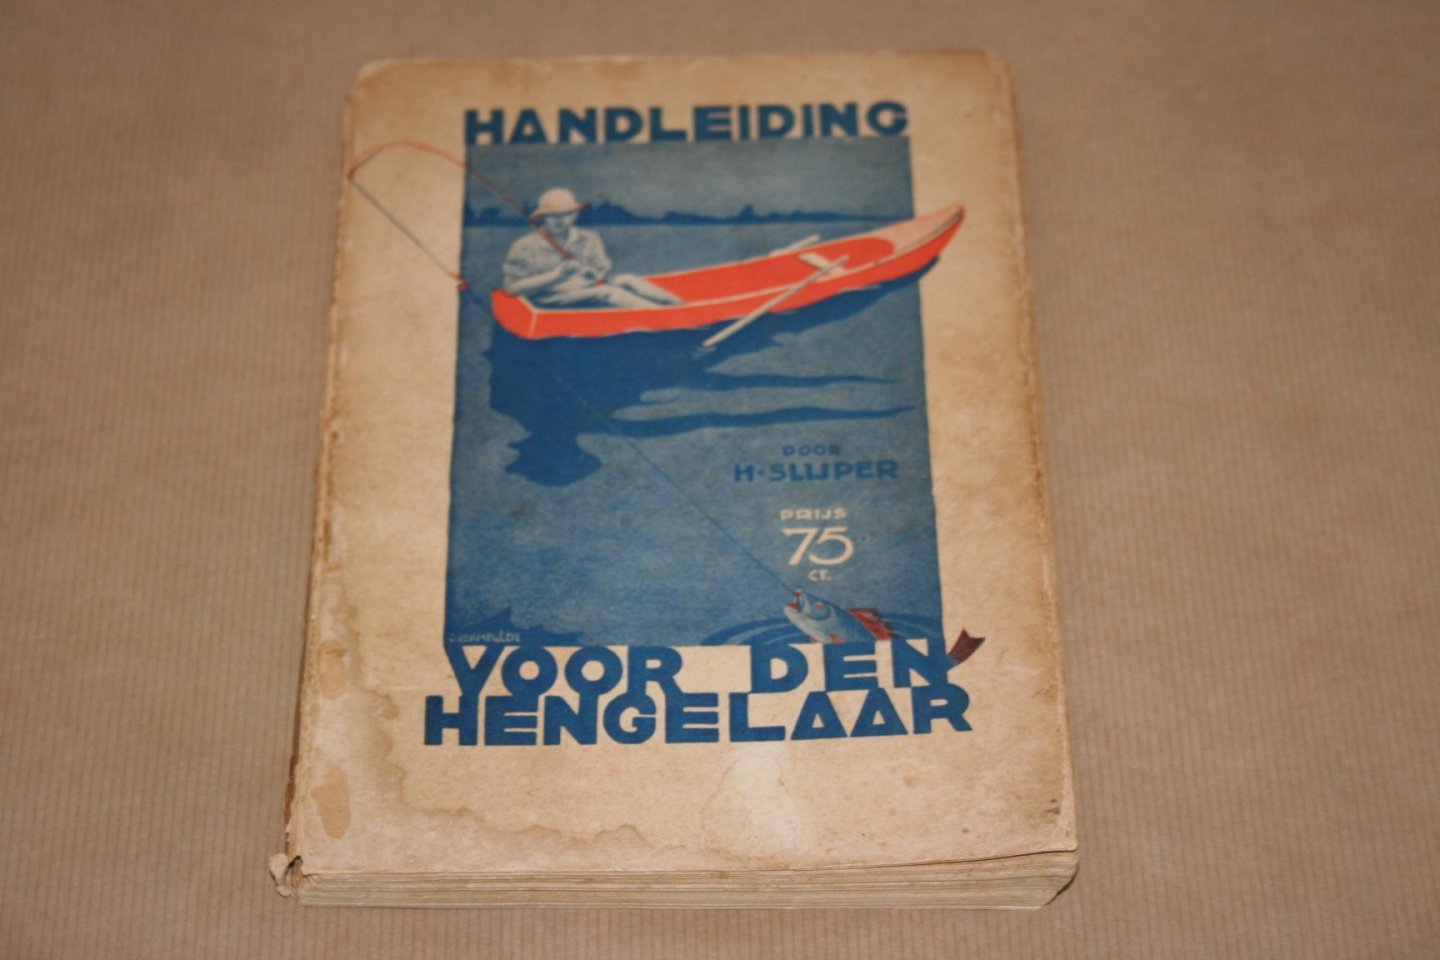 HANDLEIDING
DOOR
H. SLIJPER
PRIJS
75
CT.
VOOR DEN
HENGELAAR